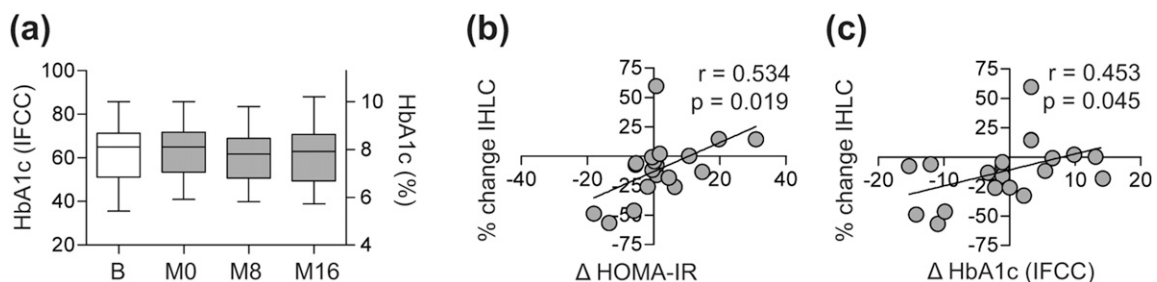 (a)
HbA1c (IFCC)
100
80
60
40
20
10
8
6
4
HbA1c (%)
B M0 M8 M16
(b)
% change IHLC
75
50
25
-25
-50
-75
-40 -20 20 40
r = 0.534
p = 0.019
Δ HOMA-IR
(c)
% change IHLC
75
50
25
-25
-50
-75
-20 -10 10 20
r = 0.453
p = 0.045
Δ HbA1c (IFCC)